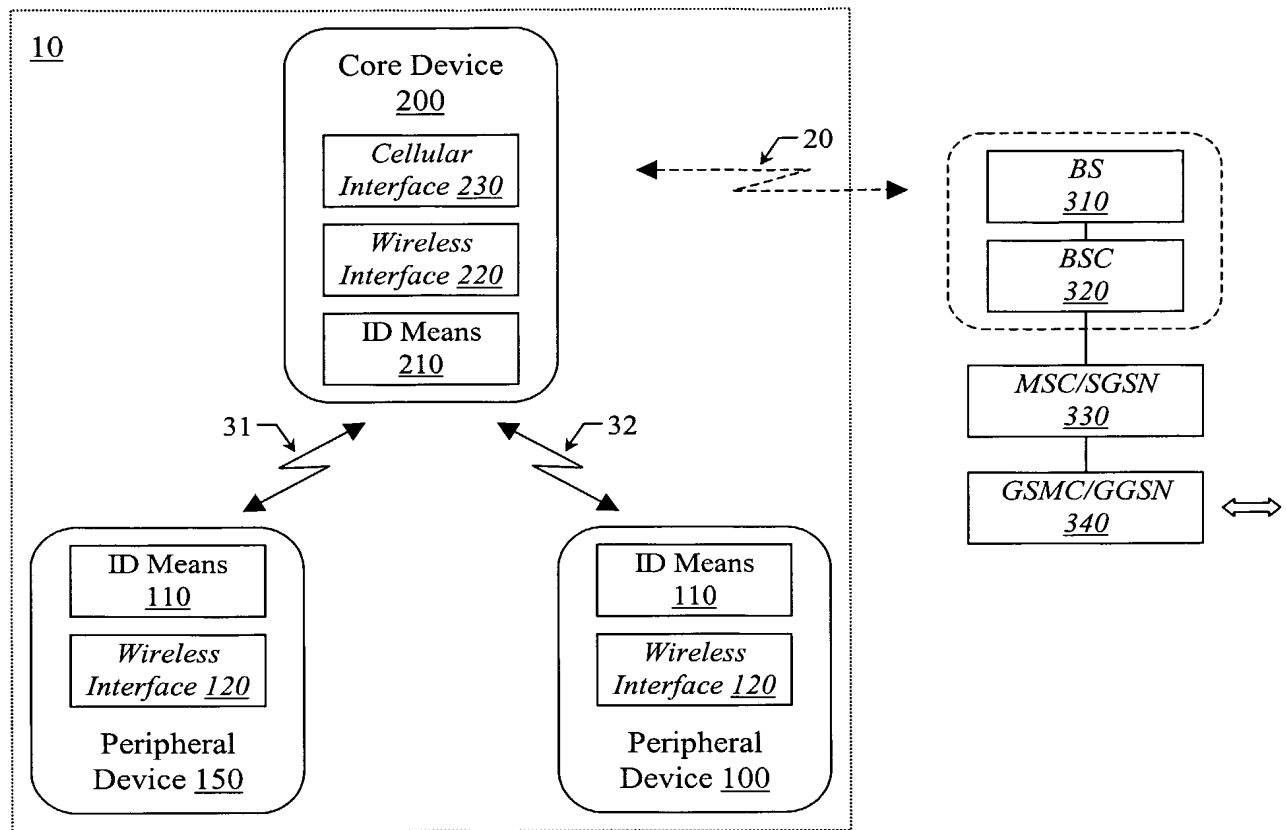 10
Core Device
200
Cellular
Interface 230
Wireless
Interface 220
ID Means
210
20
BS
310
BSC
320
MSC/SGSN
330
GSMC/GGSN
340
31
32
ID Means
110
Wireless
Interface 120
Peripheral
Device 150
ID Means
110
Wireless
Interface 120
Peripheral
Device 100